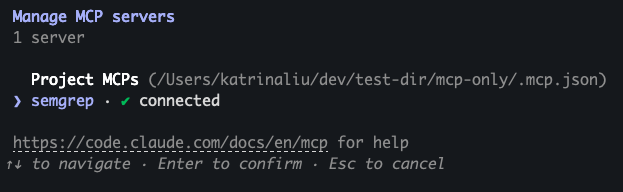 Manage MCP servers
1 server
Project MCPs (/Users/katrinaliu/dev/test-dir/mcp-only/.mcp.json)
❯ semgrep · ✔ connected
https://code.claude.com/docs/en/mcp for help
↑↓ to navigate · Enter to confirm · Esc to cancel